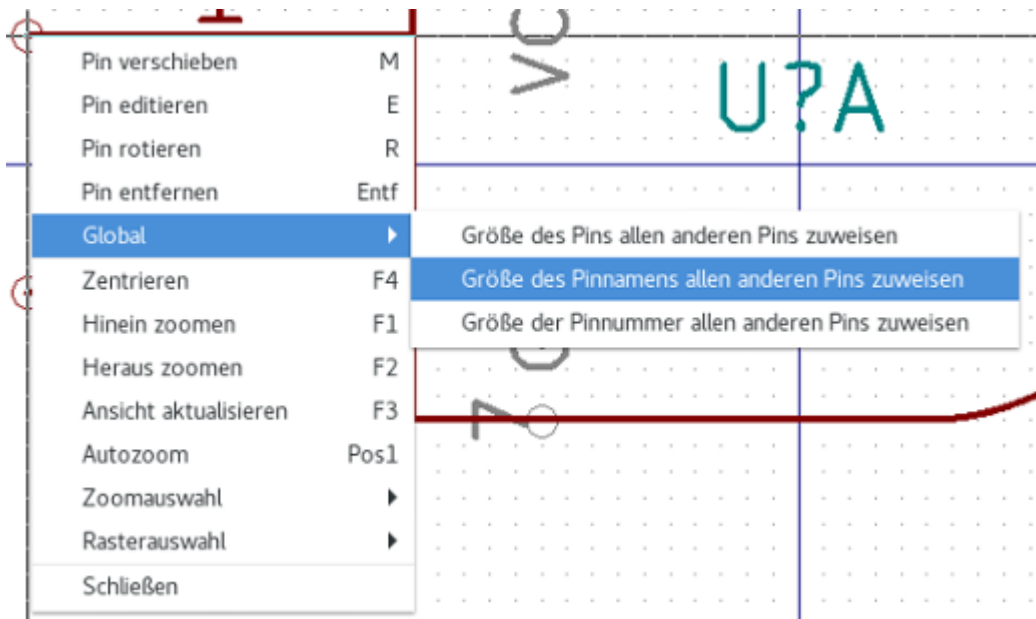 U?A
Pin verschieben M
Pin editieren E
Pin rotieren R
Pin entfernen Entf
Global
Größe des Pins allen anderen Pins zuweisen
Größe des Pinnamens allen anderen Pins zuweisen
Größe der Pinnummer allen anderen Pins zuweisen
Zentrieren F4
Hinein zoomen F1
Heraus zoomen F2
Ansicht aktualisieren F3
Autozoom Pos1
Zoomauswahl
Rasterauswahl
Schließen
7